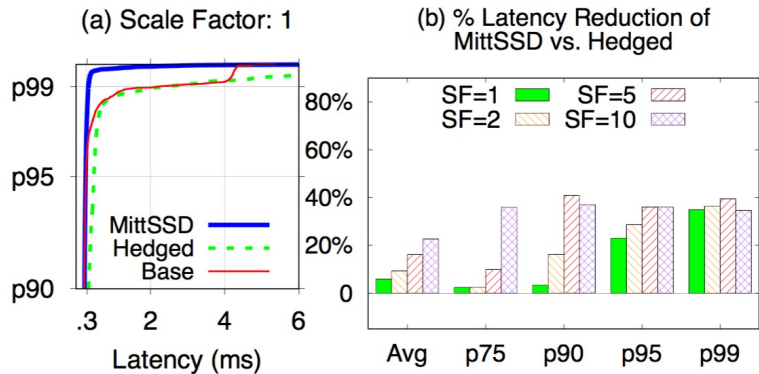 (a) Scale Factor: 1
p99
p95
p90
MittSSD
Hedged
Base
.3
2
4
6
Latency (ms)
(b) % Latency Reduction of
MittSSD vs. Hedged
80%
60%
40%
20%
0
SF=1
SF=5
SF=2
SF=10
Avg
p75
p90
p95
p99